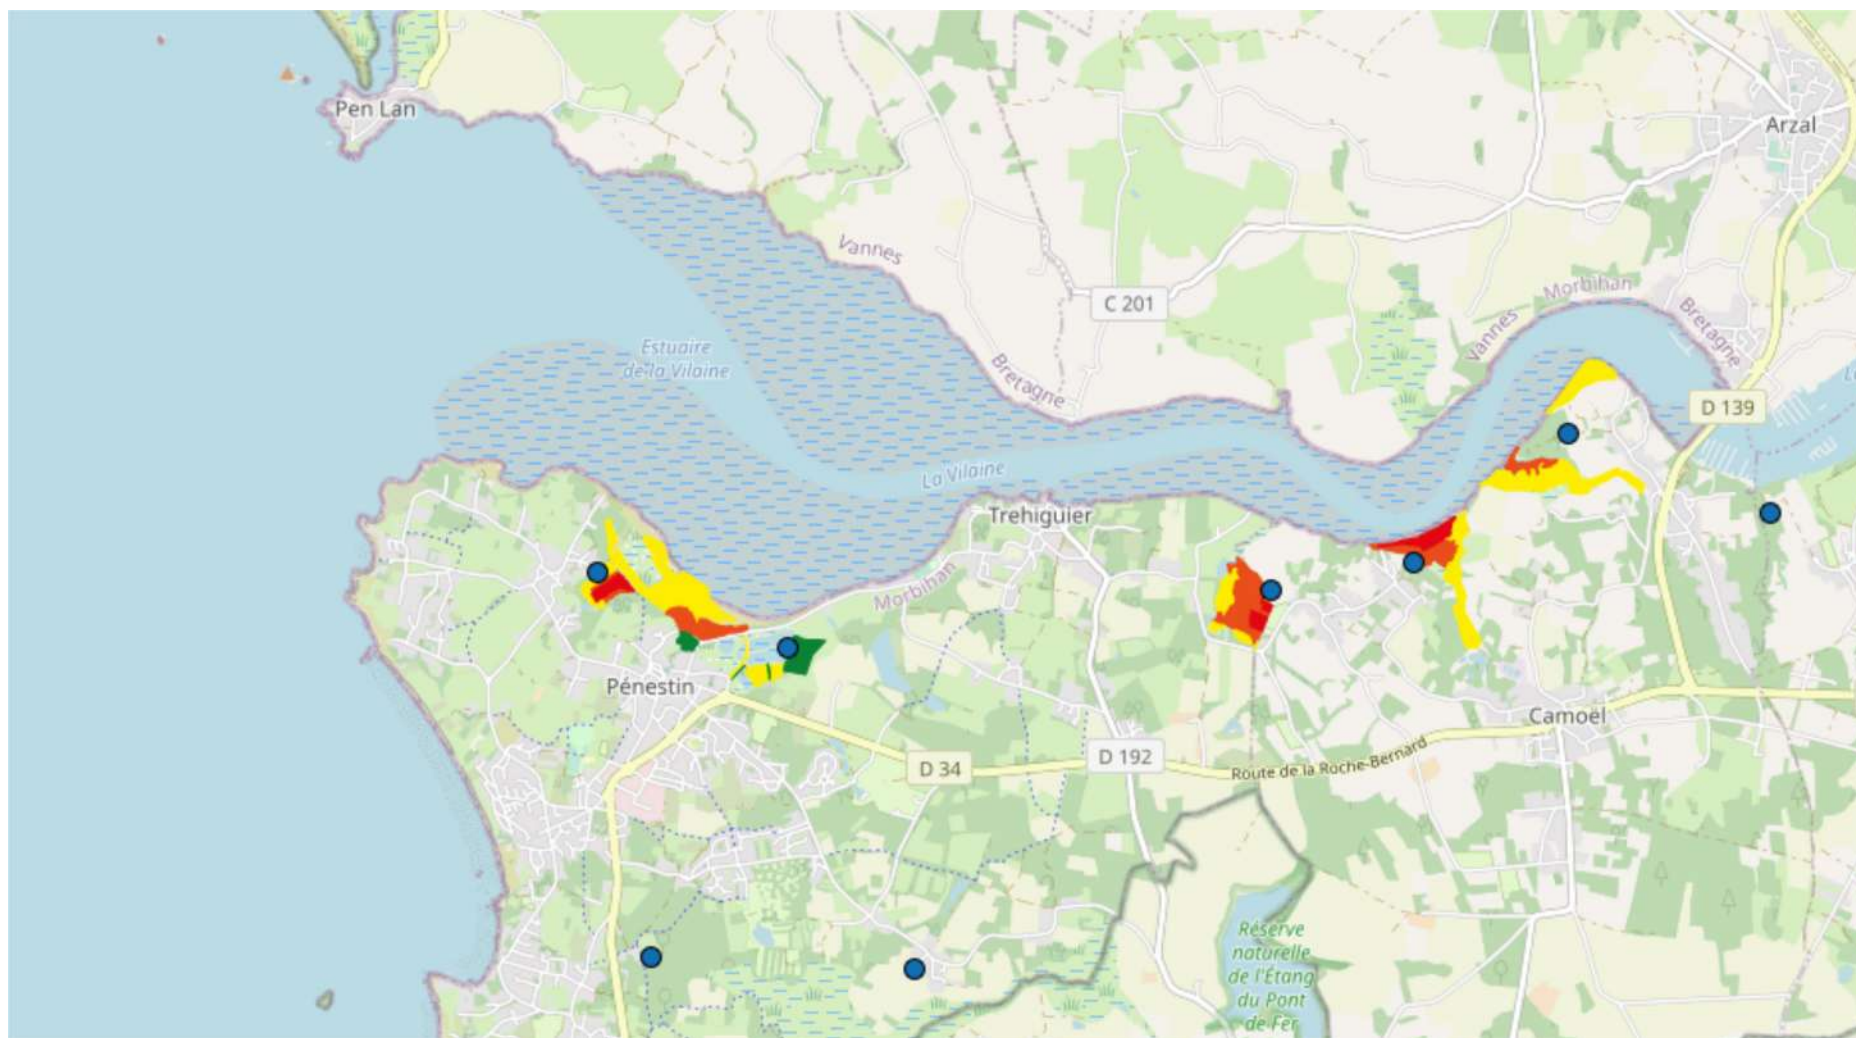 Pen Lan
Arzal
Vannes
C 201
Morbihan
Bretagne
Vannes
Estuaire
de la Vilaine
Bretagne
D 139
La Vilaine
Trehiguier
Morbihan
Pénestin
Camoël
D 34
D 192
Route de la Roche-Bernard
Réserve
naturelle
de l'Étang
du Pont
de Fer